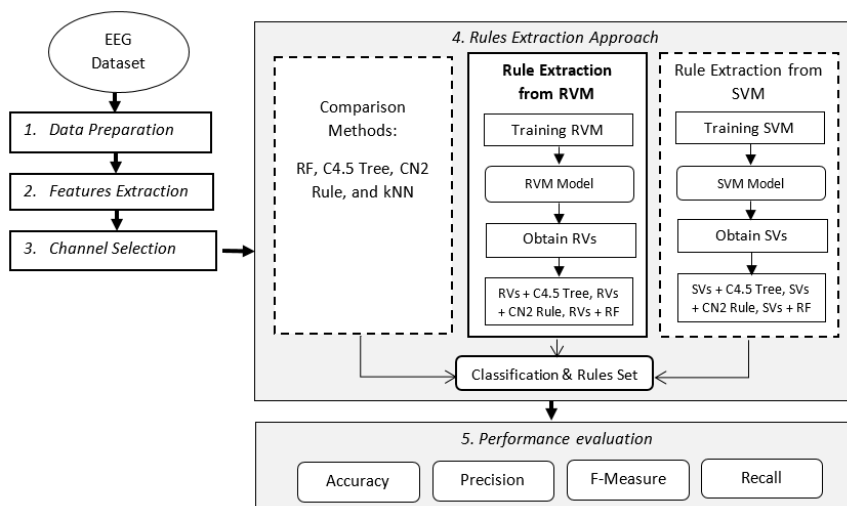 EEG
Dataset
1. Data Preparation
2. Features Extraction
3. Channel Selection
4. Rules Extraction Approach
Comparison
Methods:
RF, C4.5 Tree, CN2
Rule, and kNN
Rule Extraction
from RVM
Training RVM
RVM Model
Obtain RVs
RVs + C4.5 Tree, RVs
+ CN2 Rule, RVs + RF
Rule Extraction from
SVM
Training SVM
SVM Model
Obtain SVs
SVs + C4.5 Tree, SVs
+ CN2 Rule, SVs + RF
Classification & Rules Set
5. Performance evaluation
Accuracy
Precision
F-Measure
Recall